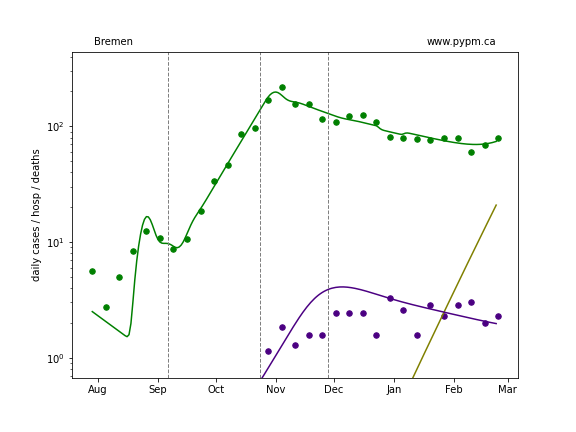 Bremen www.pypm.ca
daily cases / hosp / deaths
10²
10¹
10⁰
Aug Sep Oct Nov Dec Jan Feb Mar